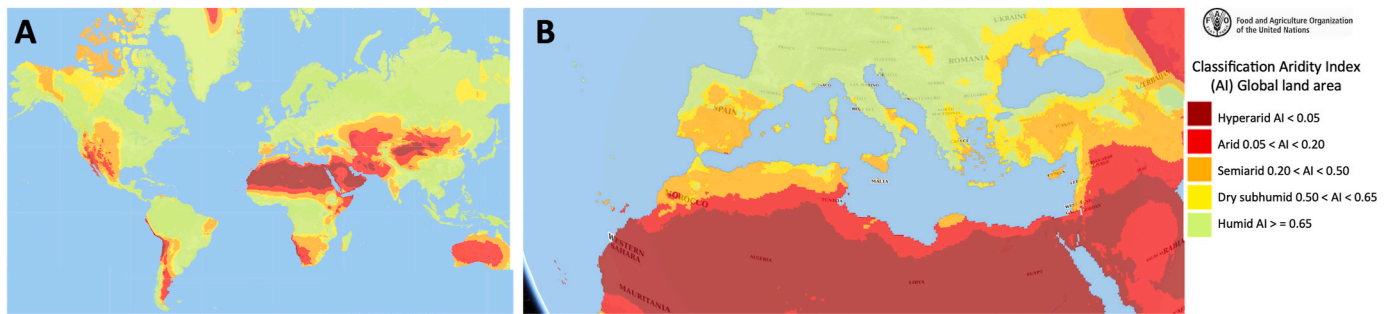 A
B
FAO
Food and Agriculture Organization
of the United Nations
Classification Aridity Index
(AI) Global land area
Hyperarid AI < 0.05
Arid 0.05 < AI < 0.20
Semiarid 0.20 < AI < 0.50
Dry subhumid 0.50 < AI < 0.65
Humid AI > = 0.65
UKRAINE
ROMANIA
SPAIN
MALTA
MOROCCO
WESTERN
SAHARA
ALGERIA
LIBYA
EGYPT
MAURITANIA